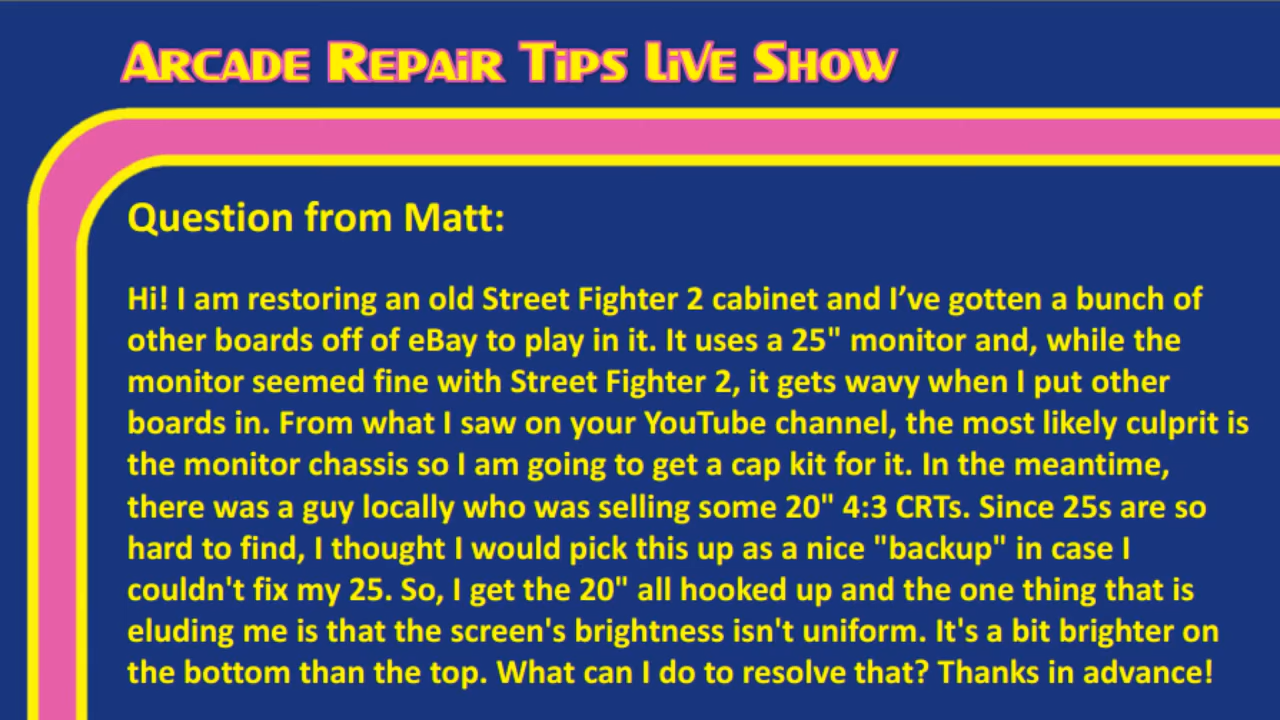 Arcade Repair Tips Live Show
Question from Matt:
Hi! I am restoring an old Street Fighter 2 cabinet and I’ve gotten a bunch of
other boards off of eBay to play in it. It uses a 25" monitor and, while the
monitor seemed fine with Street Fighter 2, it gets wavy when I put other
boards in. From what I saw on your YouTube channel, the most likely culprit is
the monitor chassis so I am going to get a cap kit for it. In the meantime,
there was a guy locally who was selling some 20" 4:3 CRTs. Since 25s are so
hard to find, I thought I would pick this up as a nice "backup" in case I
couldn't fix my 25. So, I get the 20" all hooked up and the one thing that is
eluding me is that the screen's brightness isn't uniform. It's a bit brighter on
the bottom than the top. What can I do to resolve that? Thanks in advance!